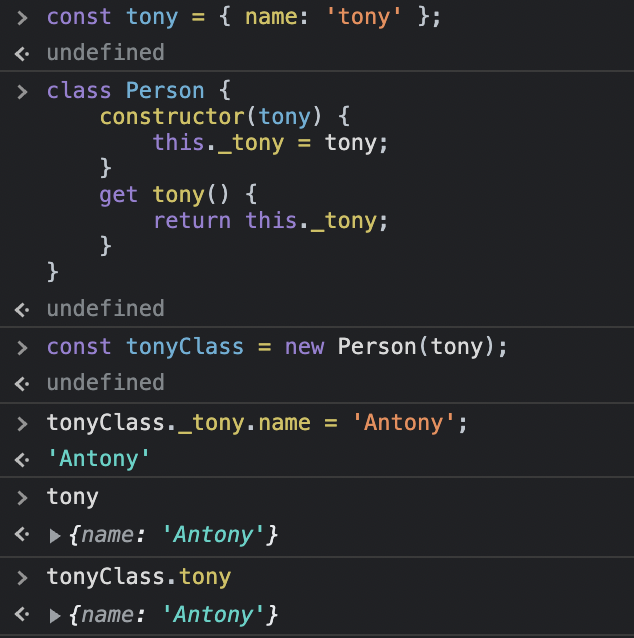 > const tony = { name: 'tony' };
undefined
> class Person {
    constructor(tony) {
        this._tony = tony;
    }
    get tony() {
        return this._tony;
    }
}
undefined
> const tonyClass = new Person(tony);
undefined
> tonyClass._tony.name = 'Antony';
'Antony'
> tony
{name: 'Antony'}
> tonyClass.tony
{name: 'Antony'}